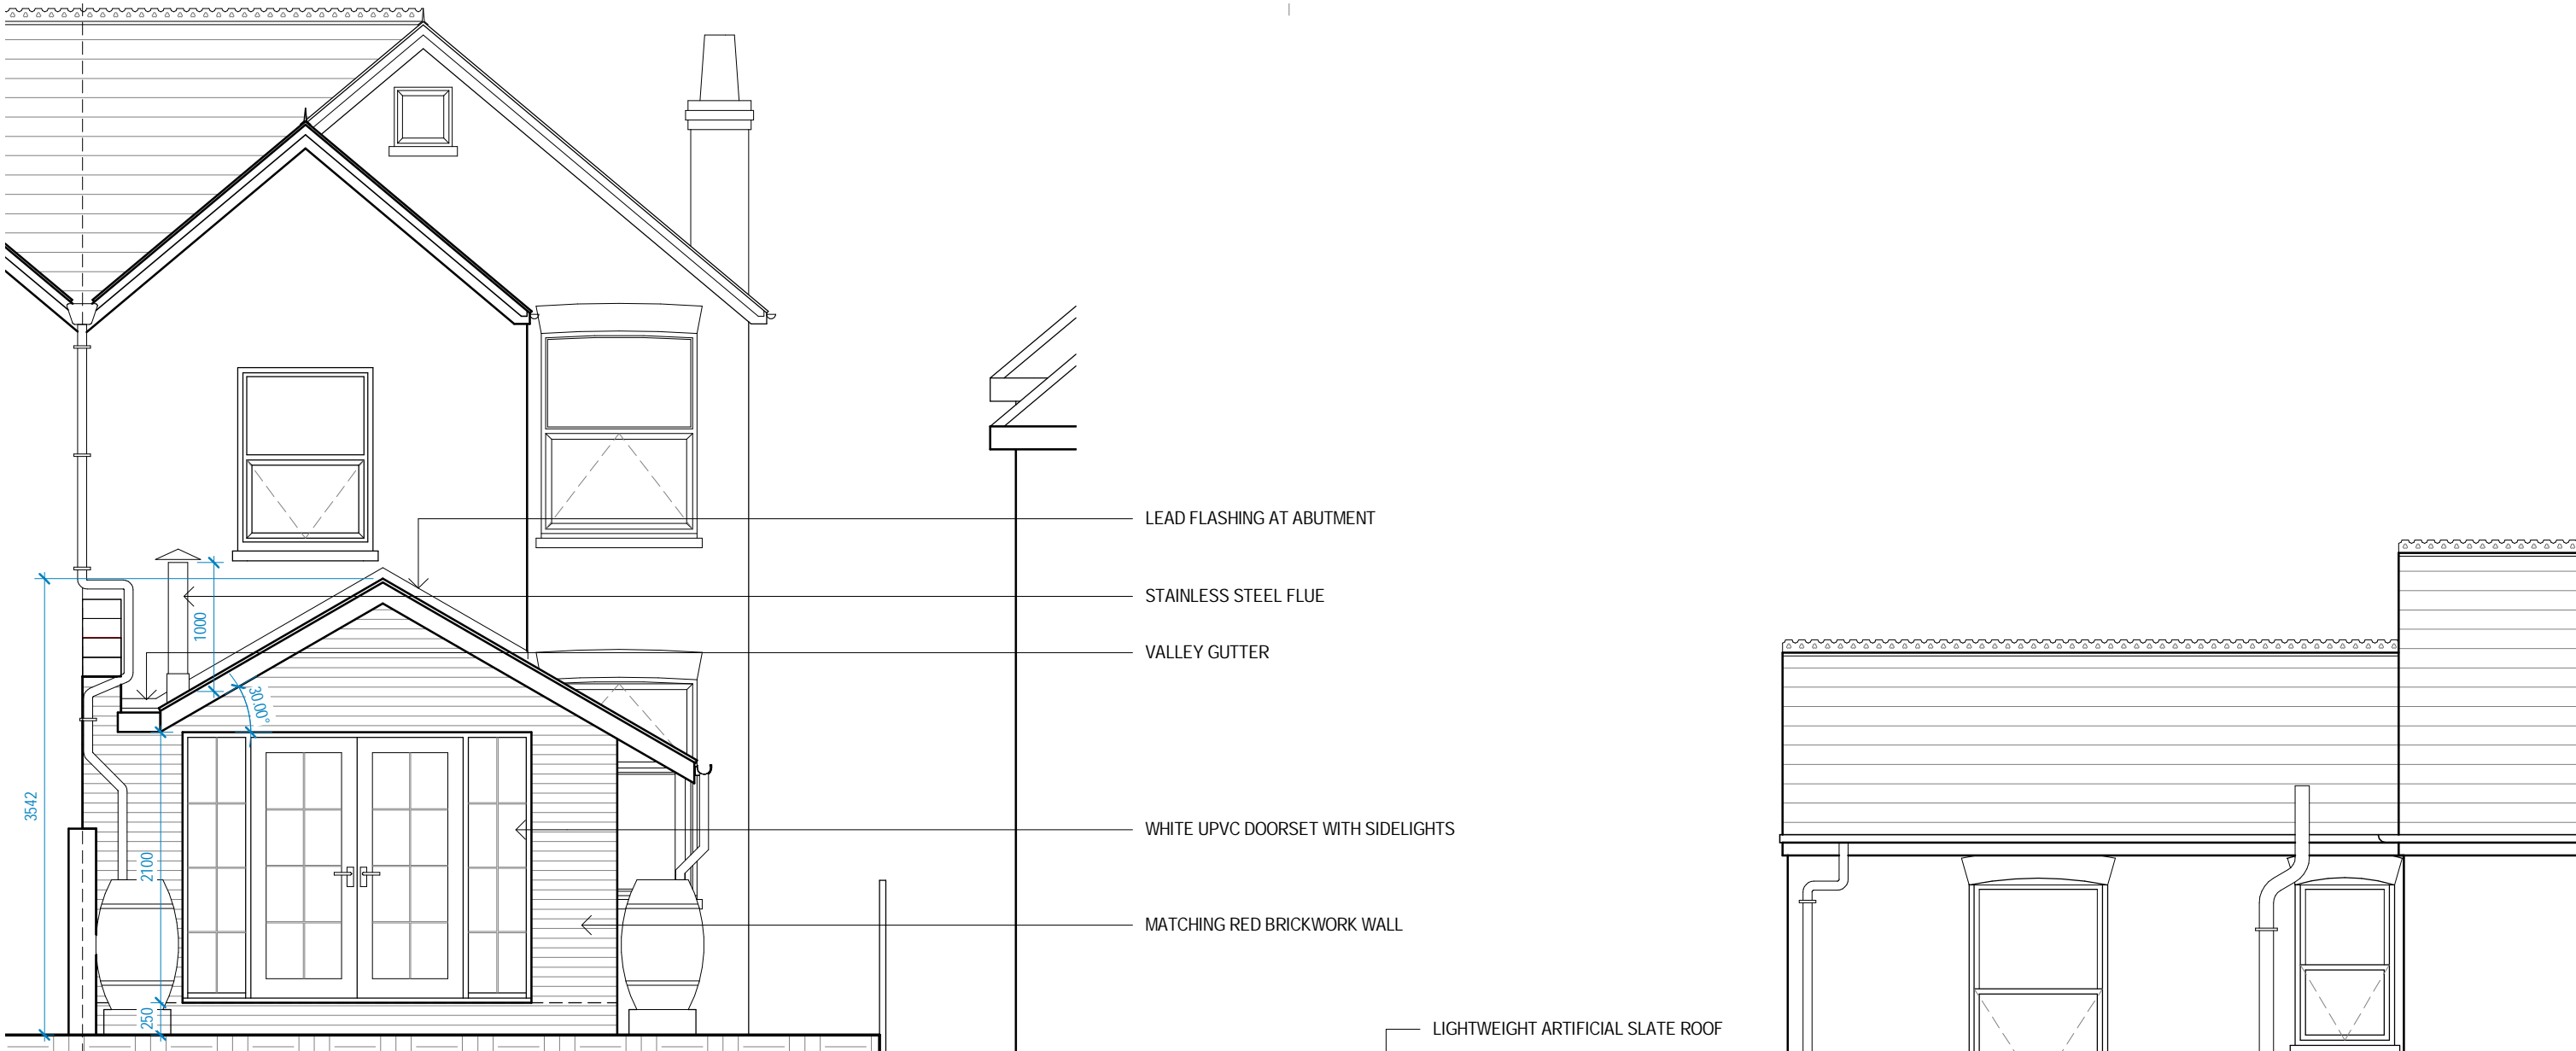 LEAD FLASHING AT ABUTMENT
STAINLESS STEEL FLUE
1000
VALLEY GUTTER
30.00°
3542
WHITE UPVC DOORSET WITH SIDELIGHTS
2100
MATCHING RED BRICKWORK WALL
250
LIGHTWEIGHT ARTIFICIAL SLATE ROOF